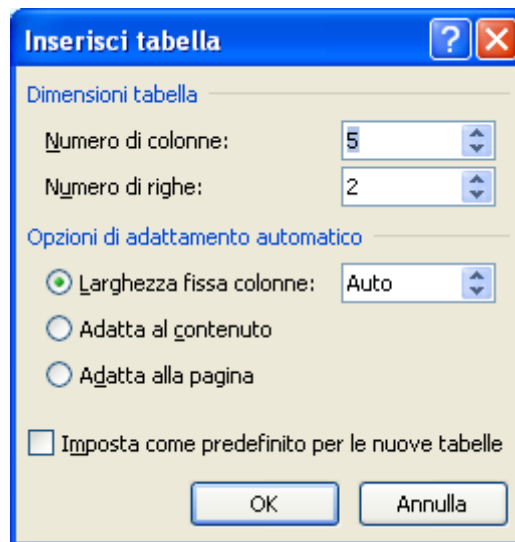 Inserisci tabella
Dimensioni tabella
Numero di colonne: 5
Numero di righe: 2
Opzioni di adattamento automatico
Larghezza fissa colonne: Auto
Adatta al contenuto
Adatta alla pagina
Imposta come predefinito per le nuove tabelle
OK Annulla